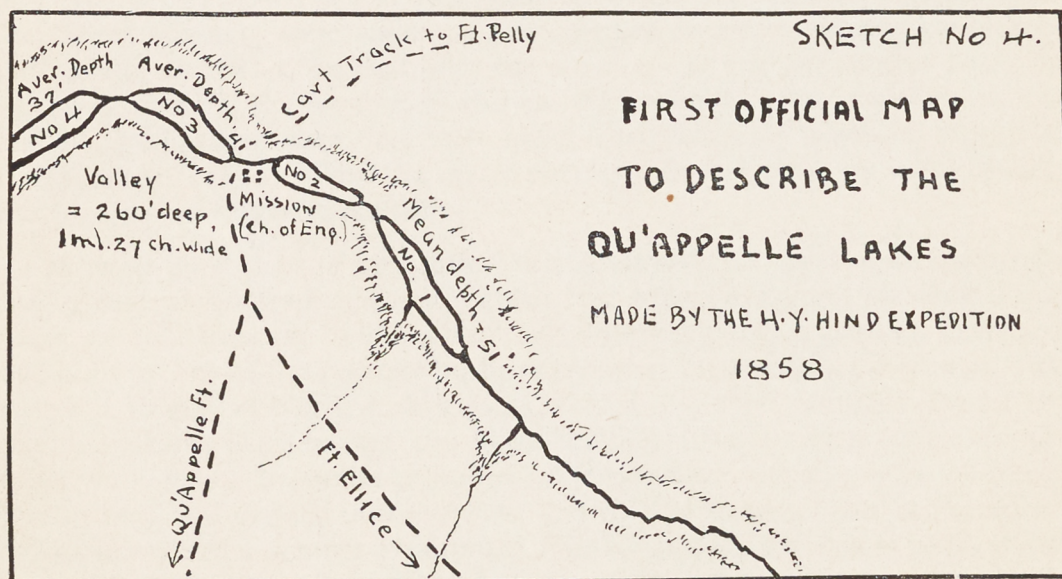 SKETCH No 4.
FIRST OFFICIAL MAP
TO DESCRIBE THE
QU'APPELLE LAKES
MADE BY THE H.Y. HIND EXPEDITION
1858
Cart Track to Ft. Pelly
Aver. Depth
37'
No 4
Aver. Depth 41'
No 3
No 2
Mission
(Ch. of Eng.)
Valley
= 260' deep,
1 ml. 27 ch. wide
Mean depth = 51'
No. 1
Qu'Appelle Ft.
Ft. Ellice